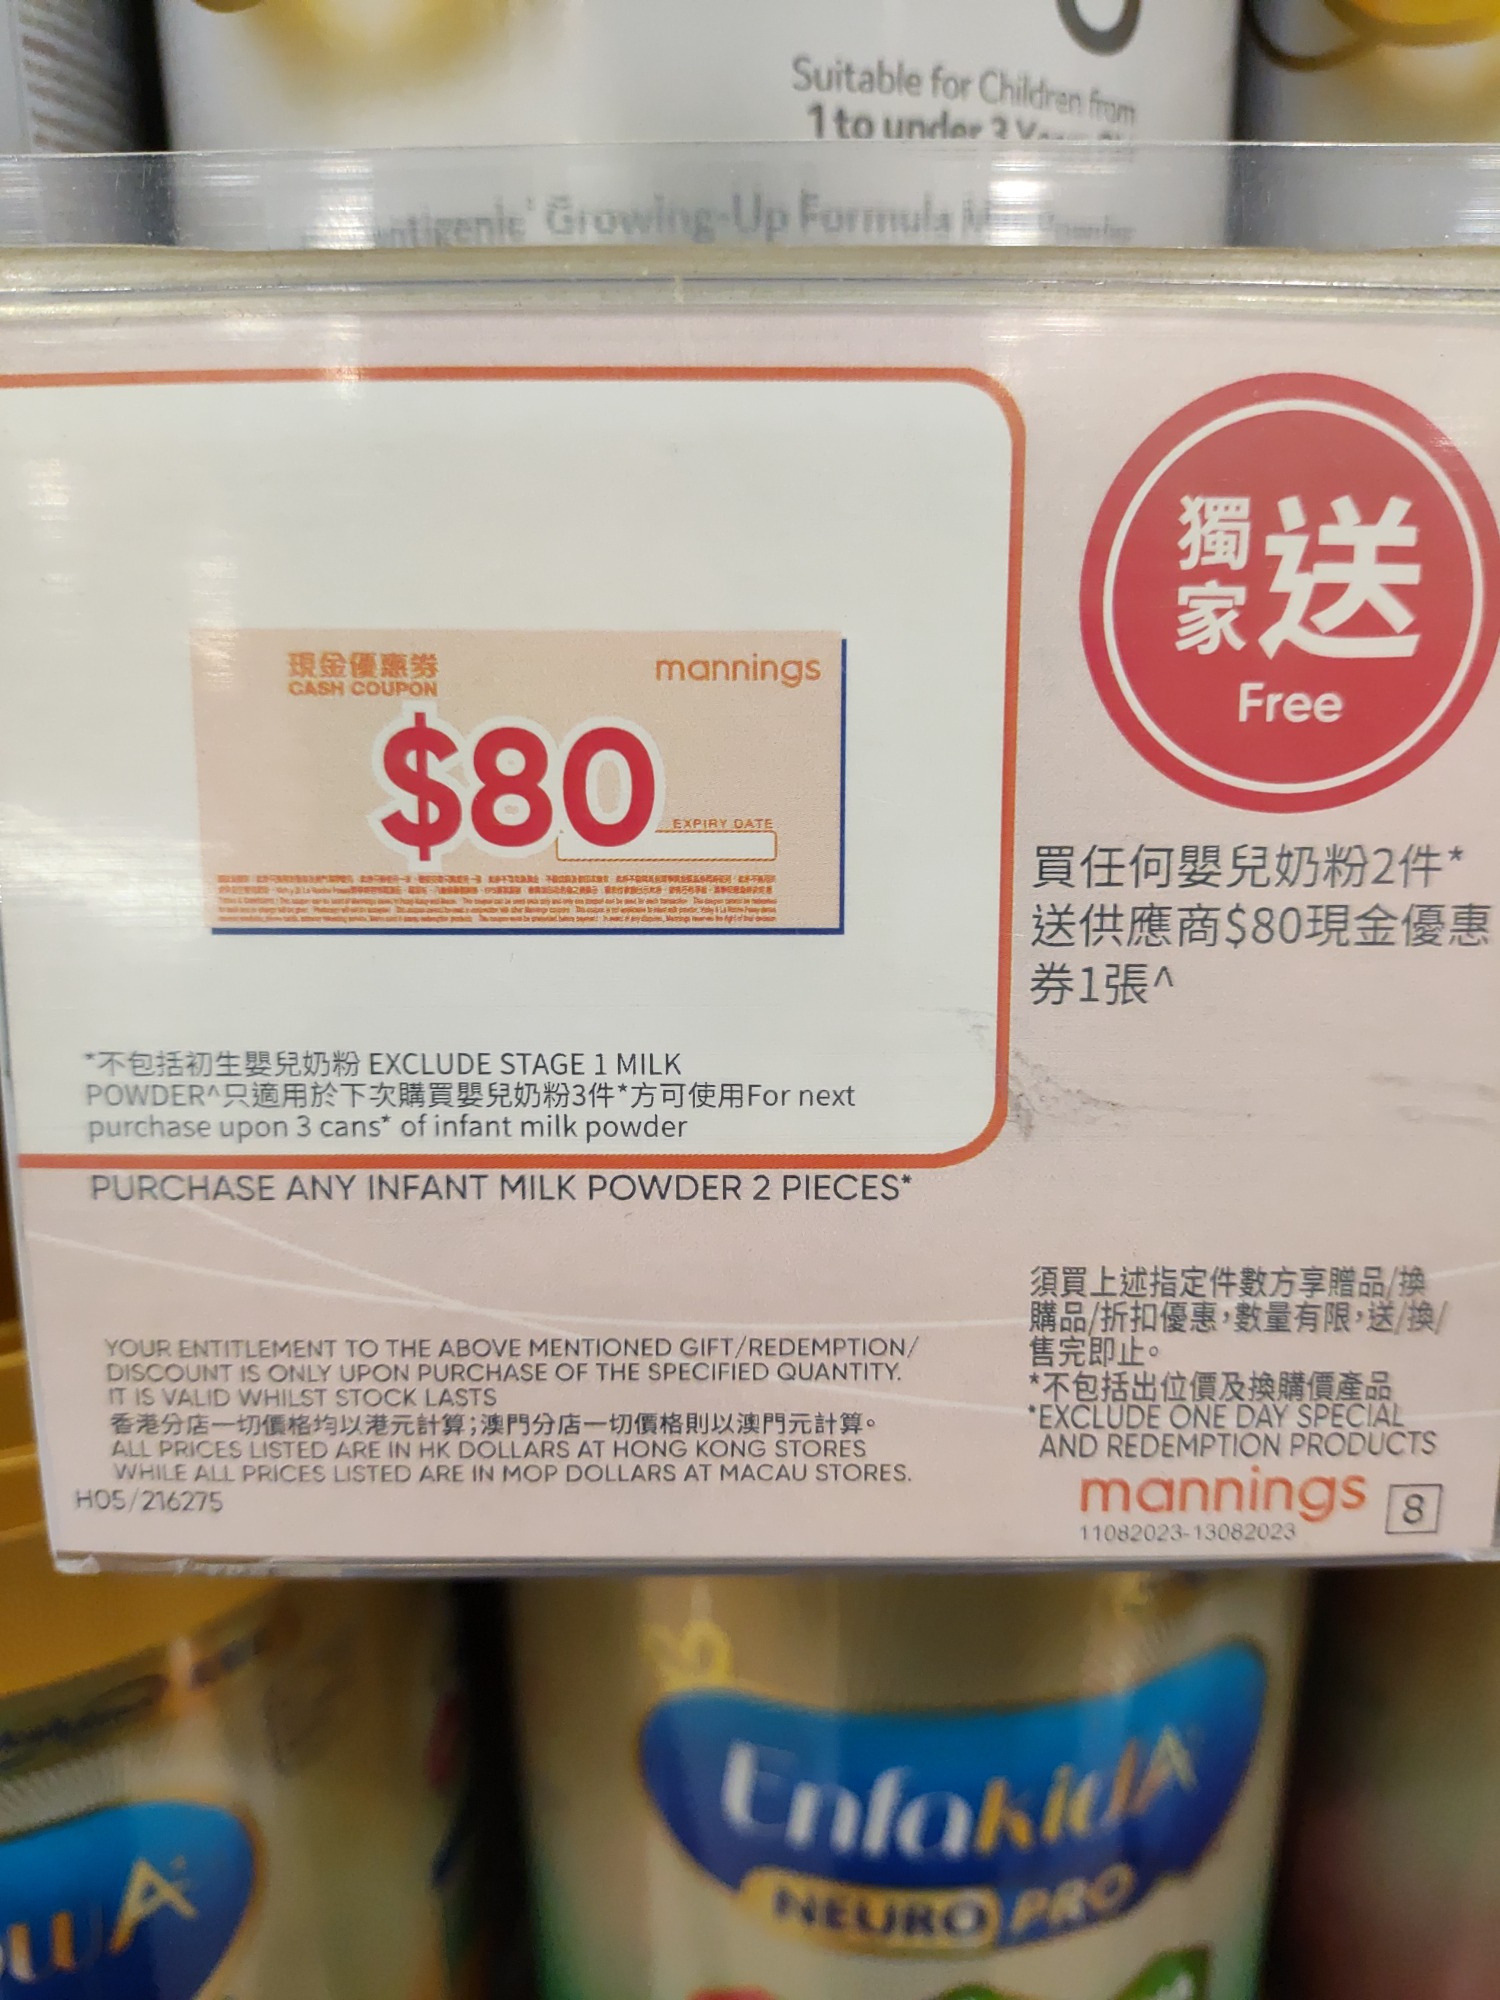 Suitable for Children from
1 to under 3
Growing-Up Formula
獨家送
Free
現金優惠券
CASH COUPON
mannings
$80
EXPIRY DATE
買任何嬰兒奶粉2件*
送供應商$80現金優惠
券1張^
*不包括初生嬰兒奶粉 EXCLUDE STAGE 1 MILK
POWDER^只適用於下次購買嬰兒奶粉3件*方可使用For next
purchase upon 3 cans* of infant milk powder
PURCHASE ANY INFANT MILK POWDER 2 PIECES*
須買上述指定件數方享贈品/換
購品/折扣優惠,數量有限,送/換/
售完即止。
*不包括出位價及換購價產品
*EXCLUDE ONE DAY SPECIAL
AND REDEMPTION PRODUCTS
YOUR ENTITLEMENT TO THE ABOVE MENTIONED GIFT/REDEMPTION/
DISCOUNT IS ONLY UPON PURCHASE OF THE SPECIFIED QUANTITY.
IT IS VALID WHILST STOCK LASTS
香港分店一切價格均以港元計算;澳門分店一切價格則以澳門元計算。
ALL PRICES LISTED ARE IN HK DOLLARS AT HONG KONG STORES
WHILE ALL PRICES LISTED ARE IN MOP DOLLARS AT MACAU STORES.
H05/216275
mannings 8
11082023-13082023
EnfakidA
NEURO PRO